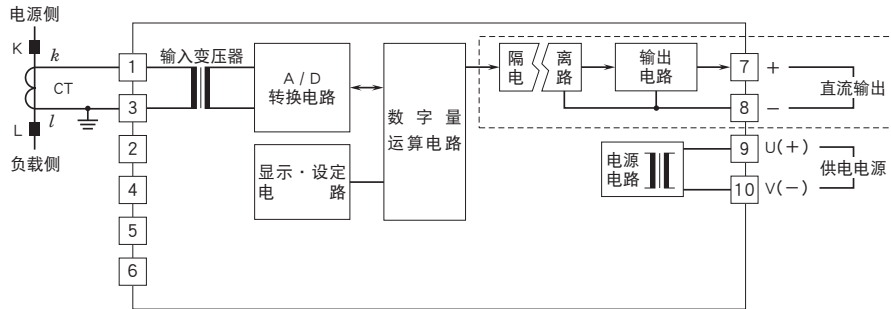 电源侧
K
k
CT
L
l
负载侧
1
3
2
4
5
6
输入变压器
A / D
转换电路
显示·设定
电 路
数 字 量
运算电路
隔 离
电 路
输出
电路
7
+
8
−
直流输出
电源
电路
9
U(+)
10
V(−)
供电电源